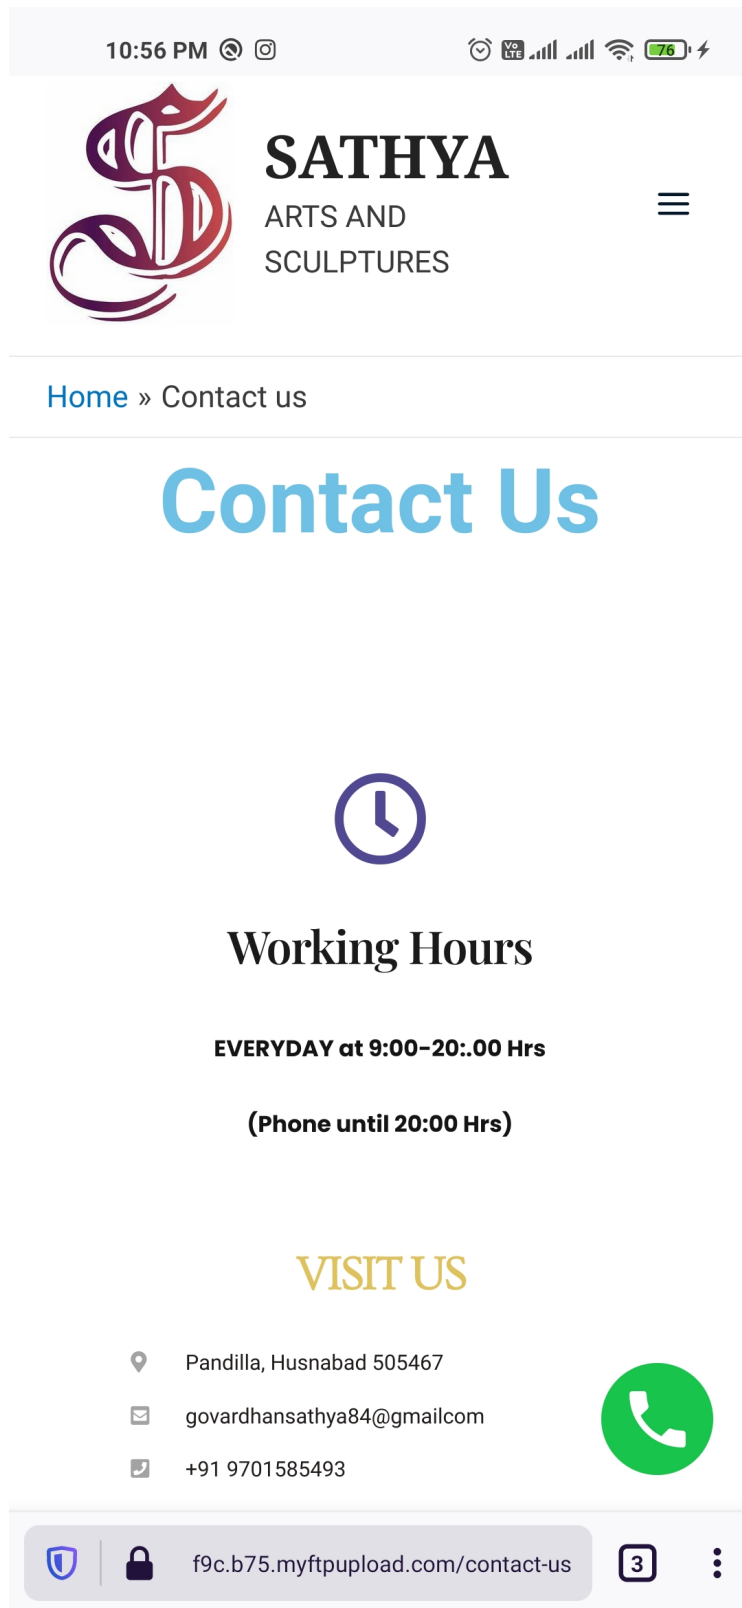 10:56 PM
Vo LTE
76
SATHYA
ARTS AND
SCULPTURES
Home » Contact us
Contact Us
Working Hours
EVERYDAY at 9:00-20:.00 Hrs
(Phone until 20:00 Hrs)
VISIT US
Pandilla, Husnabad 505467
govardhansathya84@gmailcom
+91 9701585493
f9c.b75.myftpupload.com/contact-us
3